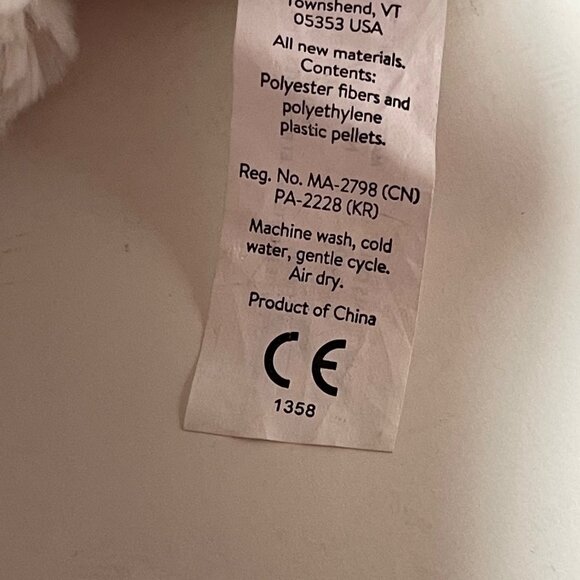 Townshend, VT
05353 USA
All new materials.
Contents:
Polyester fibers and
polyethylene
plastic pellets.
Reg. No. MA-2798 (CN)
PA-2228 (KR)
Machine wash, cold
water, gentle cycle.
Air dry.
Product of China
CE
1358